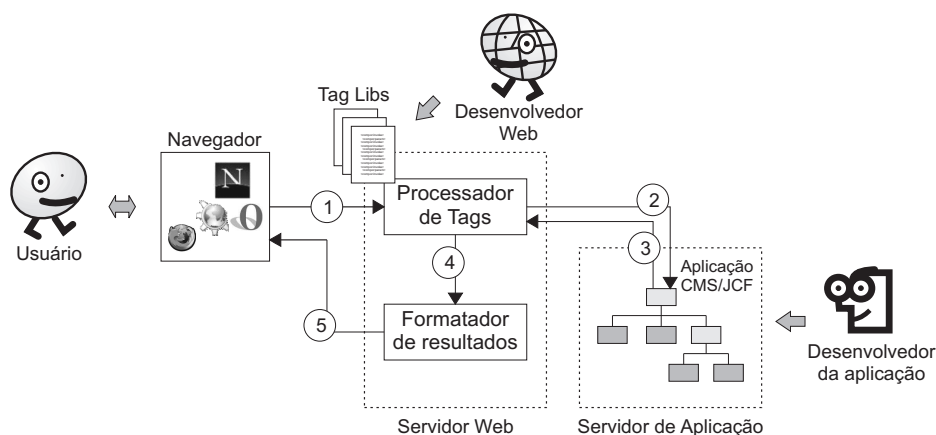 Tag Libs
Desenvolvedor
Web
Navegador
N
Usuário
Processador
de Tags
1
2
3
4
5
Aplicação
CMS/JCF
Formatador
de resultados
Desenvolvedor
da aplicação
Servidor Web
Servidor de Aplicação